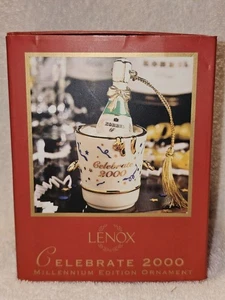 Celebrate
2000
LENOX
CELEBRATE 2000
MILLENNIUM EDITION ORNAMENT